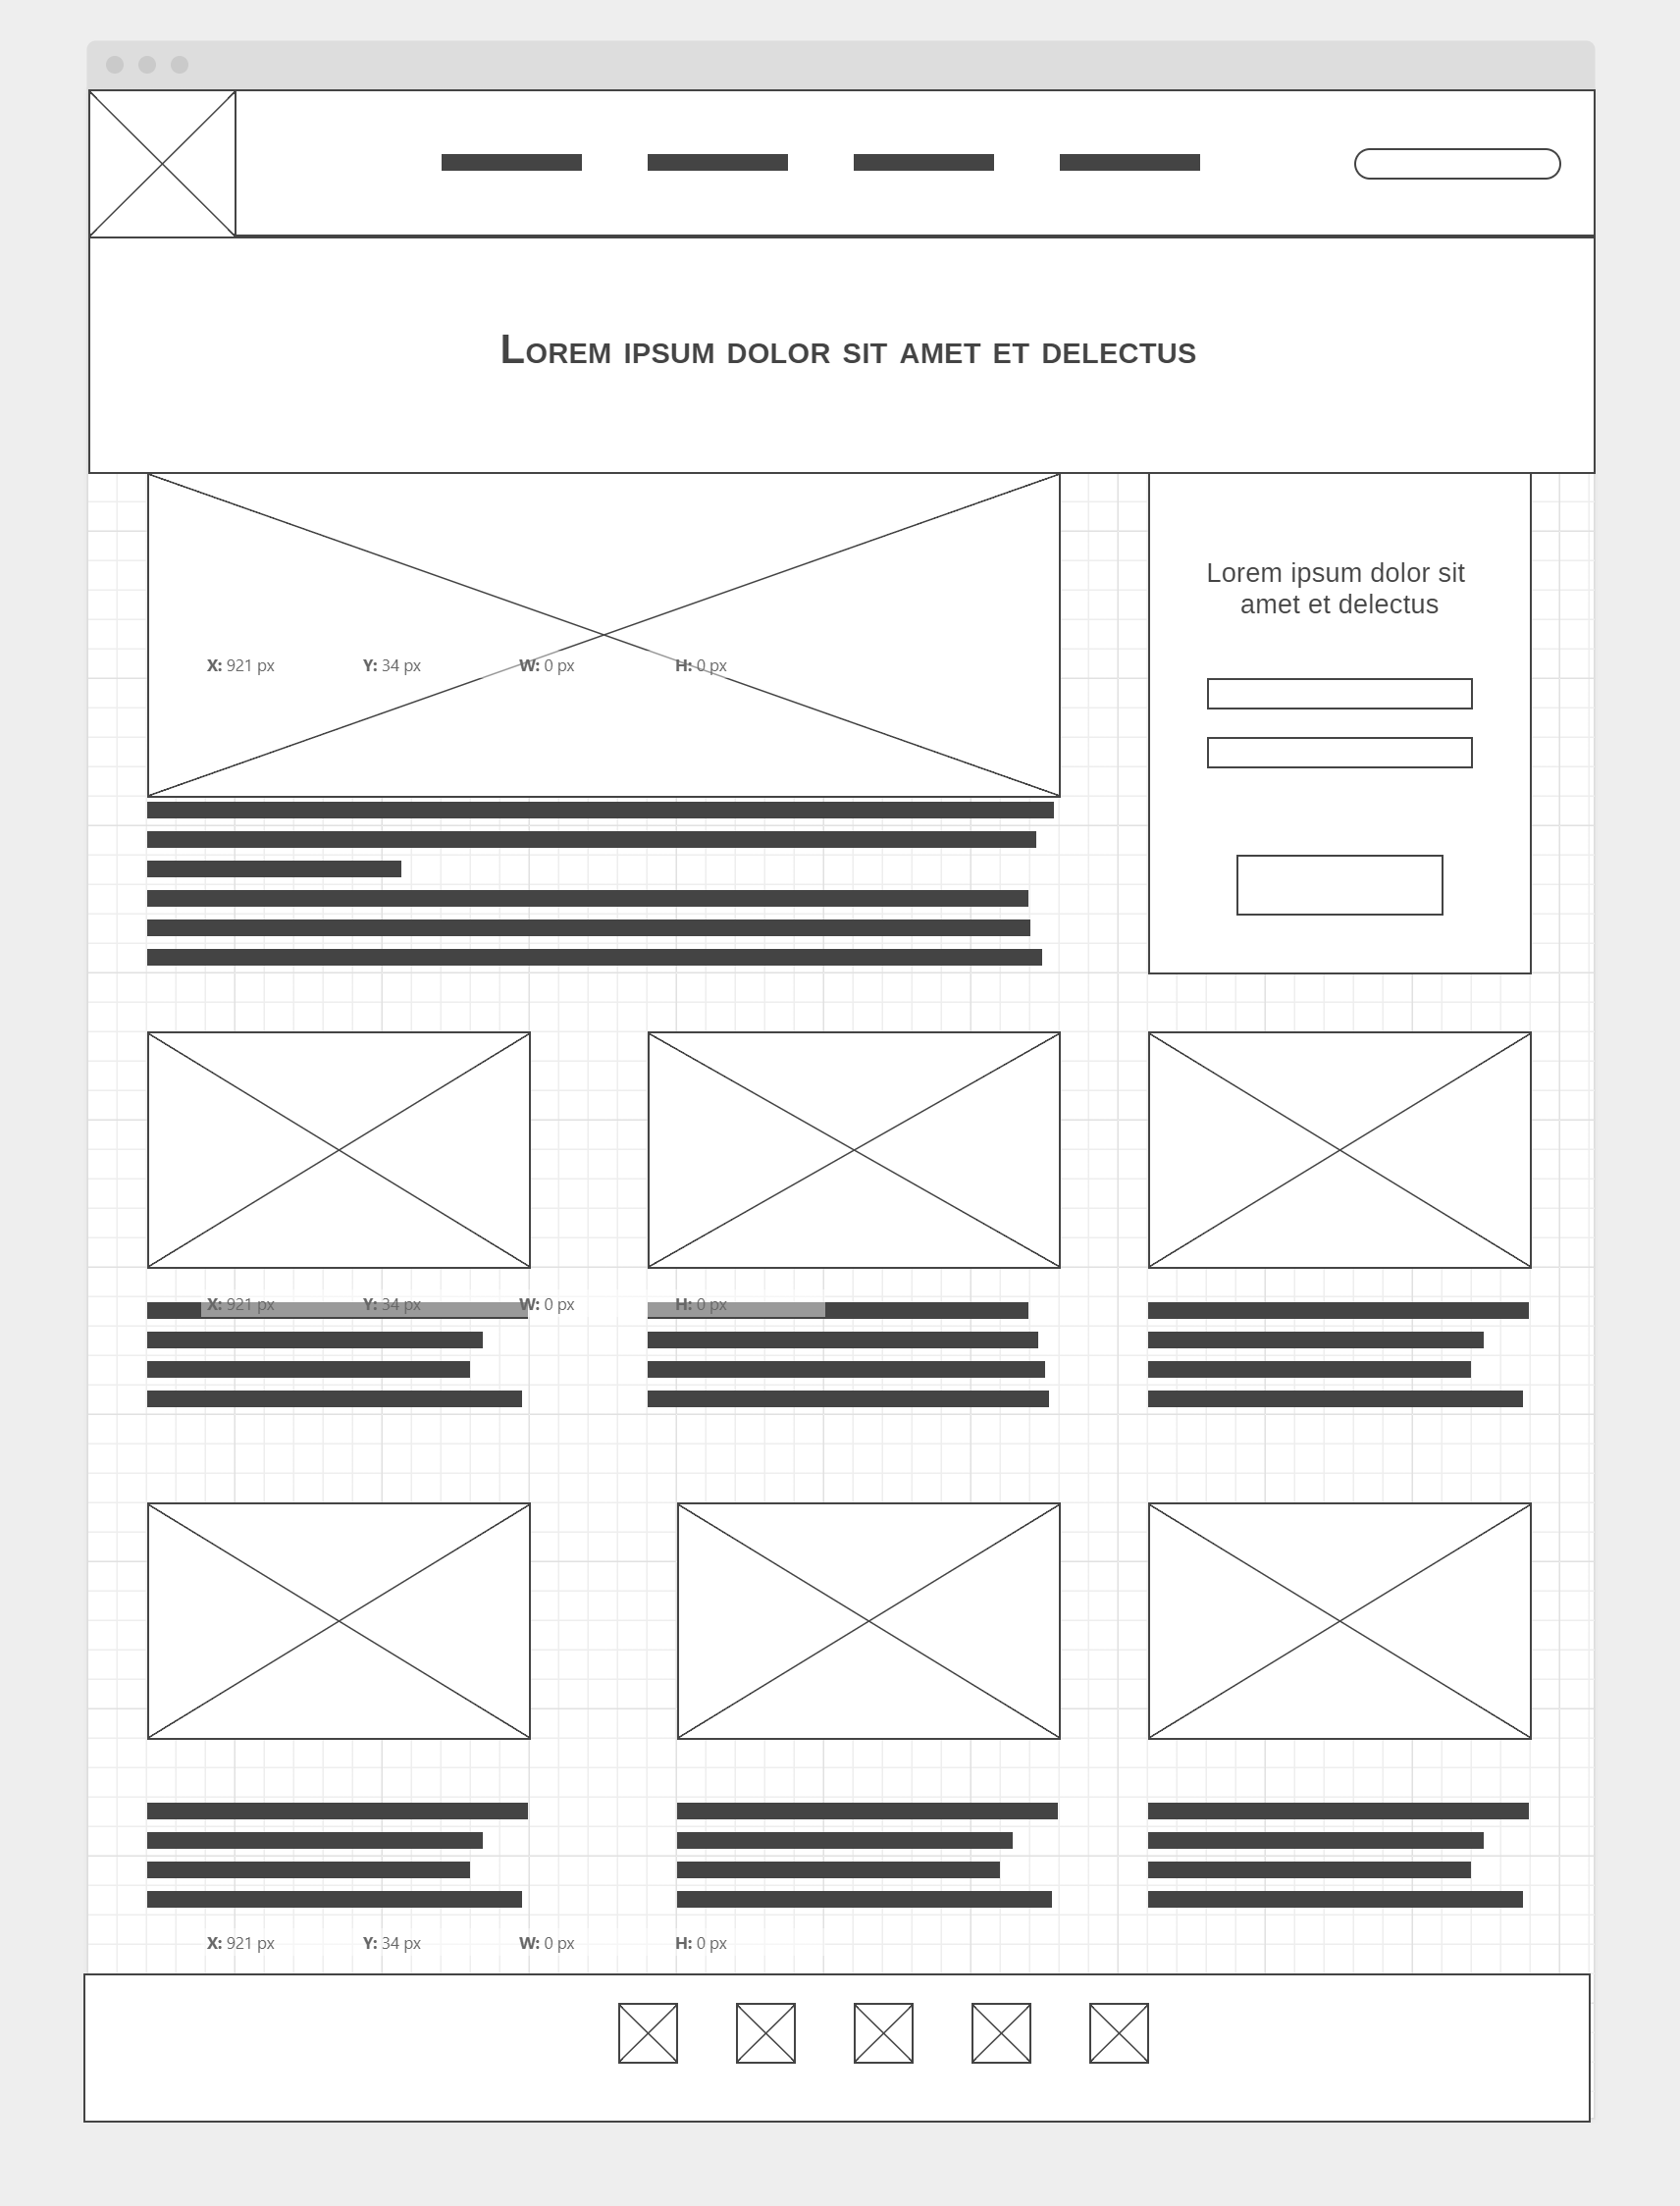 Lorem ipsum dolor sit amet et delectus
Lorem ipsum dolor sit
amet et delectus
X: 921 px Y: 34 px W: 0 px H: 0 px
X: 921 px Y: 34 px W: 0 px H: 0 px
X: 921 px Y: 34 px W: 0 px H: 0 px